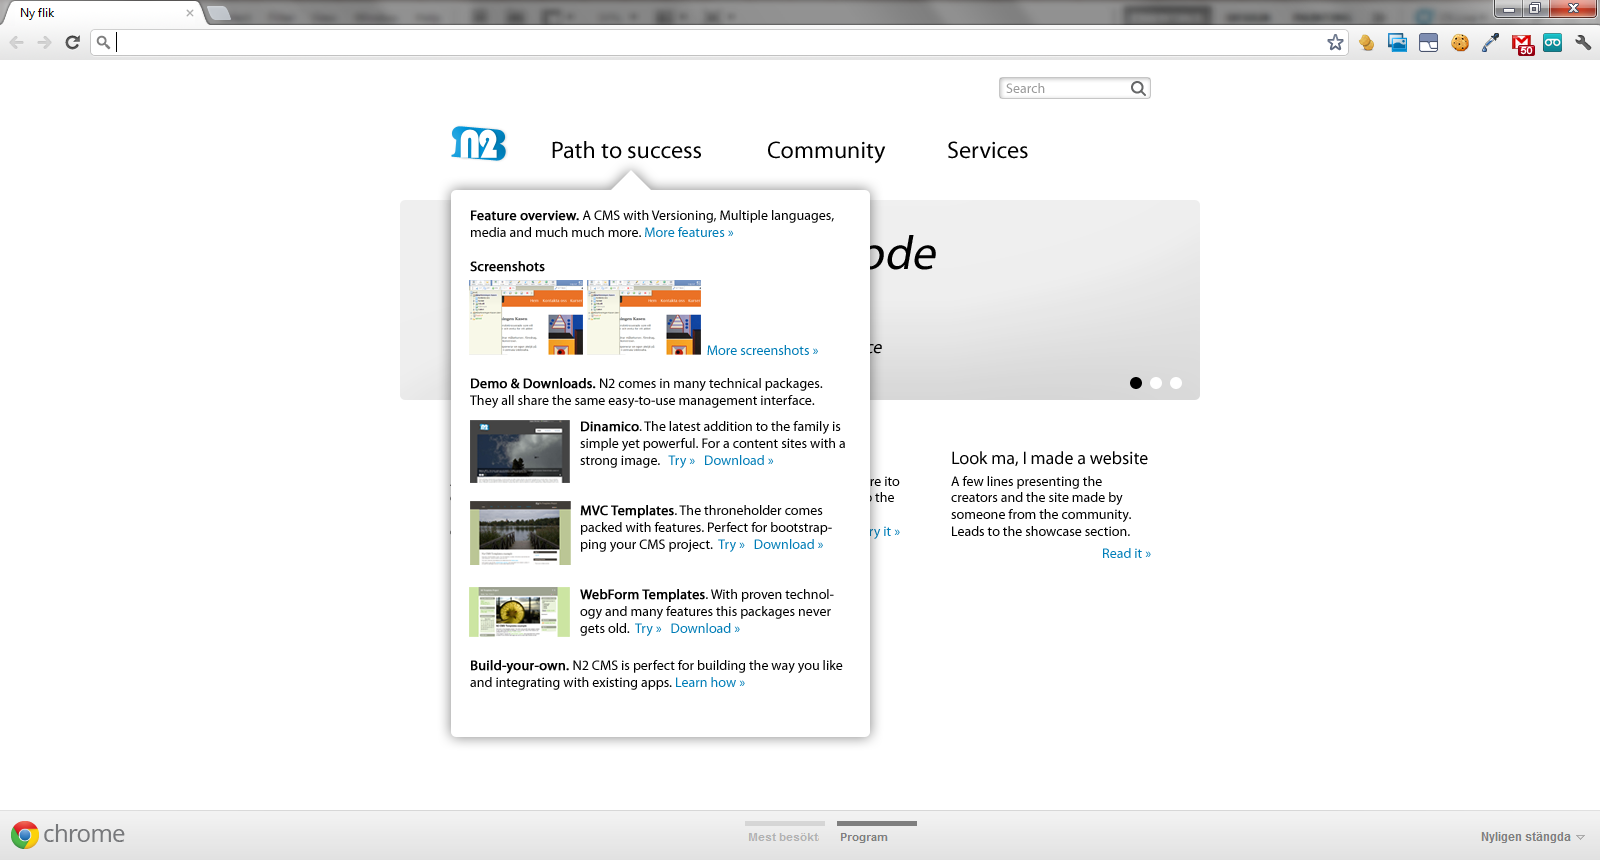 Ny flik
50
Search
N2
Path to success
Community
Services
Feature overview. A CMS with Versioning, Multiple languages,
media and much much more. More features »
ode
Screenshots
ce
More screenshots »
Demo & Downloads. N2 comes in many technical packages.
They all share the same easy-to-use management interface.
Dinamico. The latest addition to the family is
simple yet powerful. For a content sites with a
strong image. Try » Download »
MVC Templates. The throneholder comes
packed with features. Perfect for bootstrap-
ping your CMS project. Try » Download »
WebForm Templates. With proven technol-
ogy and many features this packages never
gets old. Try » Download »
Build-your-own. N2 CMS is perfect for building the way you like
and integrating with existing apps. Learn how »
re ito
the
ry it »
Look ma, I made a website
A few lines presenting the
creators and the site made by
someone from the community.
Leads to the showcase section.
Read it »
chrome
Mest besökt
Program
Nyligen stängda